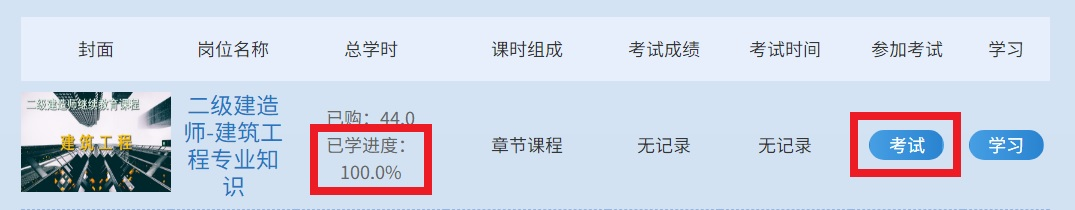 封面 岗位名称 总学时 课时组成 考试成绩 考试时间 参加考试 学习
二级建造师继续教育课程
建筑工程
二级建造
师-建筑工
程专业知
识
已购：44.0
已学进度：
100.0%
章节课程
无记录
无记录
考试
学习